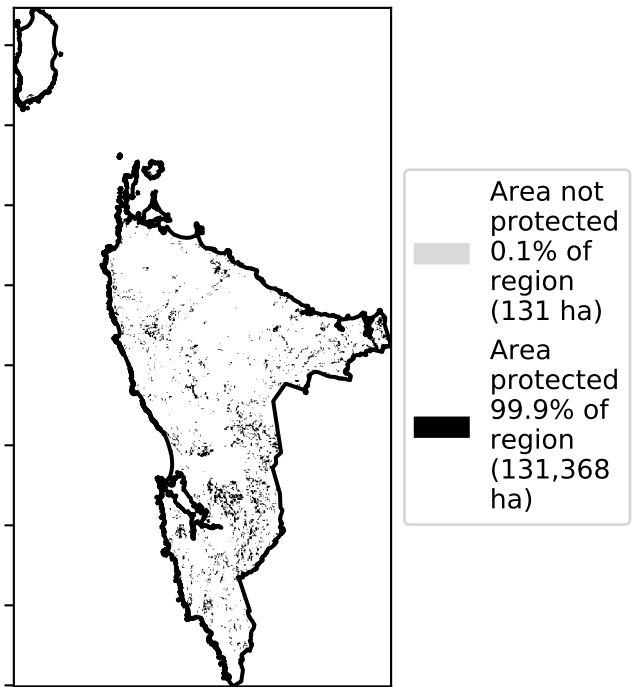 Area not
protected
0.1% of
region
(131 ha)
Area
protected
99.9% of
region
(131,368
ha)